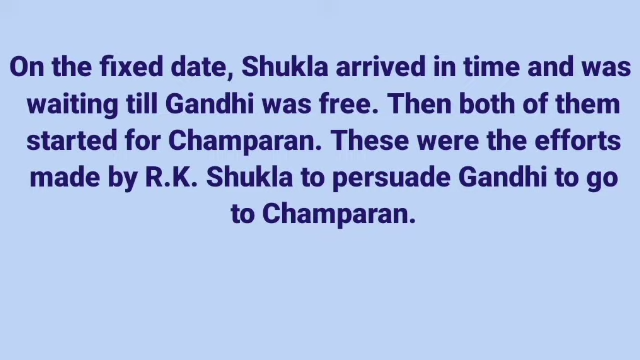 On the fixed date, Shukla arrived in time and was
waiting till Gandhi was free. Then both of them
started for Champaran. These were the efforts
made by R.K. Shukla to persuade Gandhi to go
to Champaran.